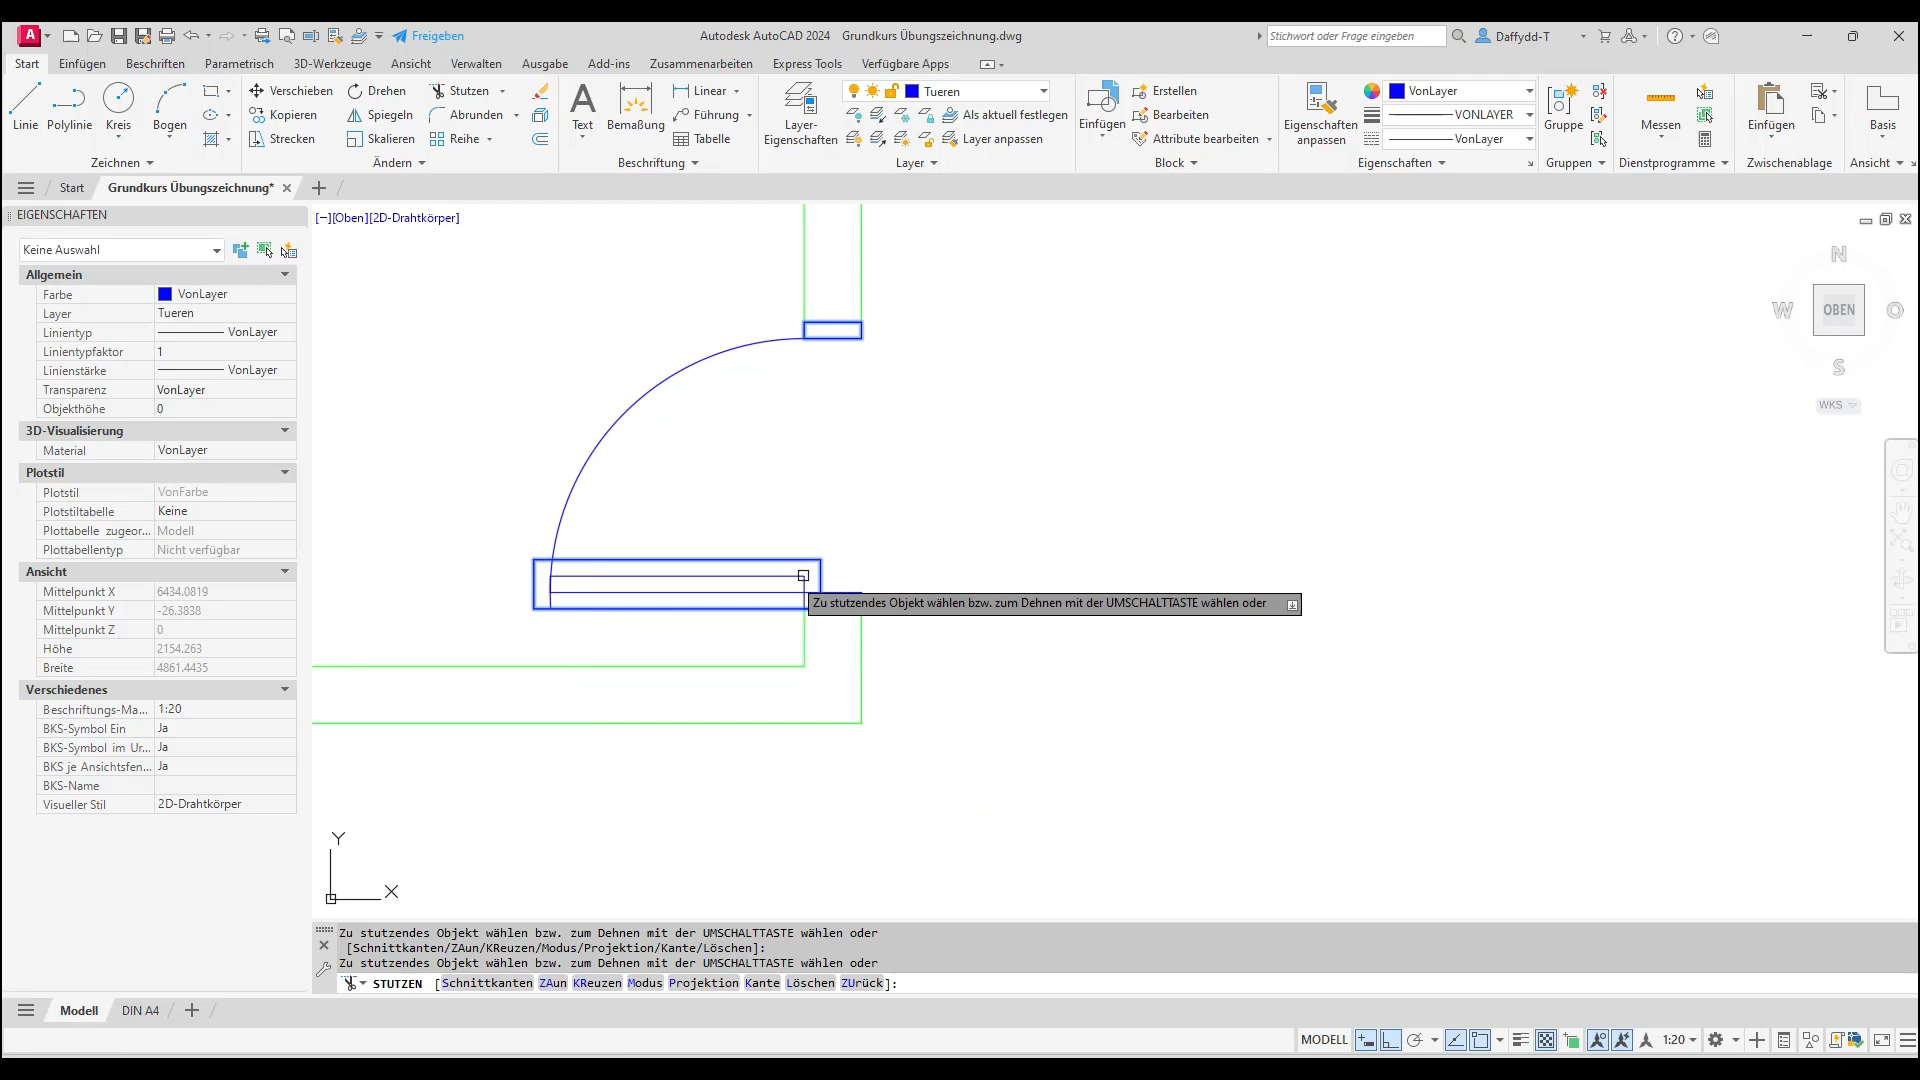 A Freigeben Autodesk AutoCAD 2024 Grundkurs Übungszeichnung.dwg Stichwort oder Frage eingeben Daffydd-T
Start Einfügen Beschriften Parametrisch 3D-Werkzeuge Ansicht Verwalten Ausgabe Add-ins Zusammenarbeiten Express Tools Verfügbare Apps
Linie Polylinie Kreis Bogen
Zeichnen
Verschieben Drehen Stutzen
Kopieren Spiegeln Abrunden
Strecken Skalieren Reihe
Ändern
Text Bemaßung
Linear
Führung
Tabelle
Beschriftung
Layer-
Eigenschaften
Tueren
Als aktuell festlegen
Layer anpassen
Layer
Einfügen
Erstellen
Bearbeiten
Attribute bearbeiten
Block
Eigenschaften
anpassen
VonLayer
VONLAYER
VonLayer
Eigenschaften
Gruppe
Gruppen
Messen
Dienstprogramme
Einfügen
Zwischenablage
Basis
Ansicht
Start Grundkurs Übungszeichnung*
EIGENSCHAFTEN
Keine Auswahl
Allgemein
Farbe VonLayer
Layer Tueren
Linientyp VonLayer
Linientypfaktor 1
Linienstärke VonLayer
Transparenz VonLayer
Objekthöhe 0
3D-Visualisierung
Material VonLayer
Plotstil
Plotstil VonFarbe
Plotstiltabelle Keine
Plottabelle zugeor... Modell
Plottabellentyp Nicht verfügbar
Ansicht
Mittelpunkt X 6434.0819
Mittelpunkt Y -26.3838
Mittelpunkt Z 0
Höhe 2154.263
Breite 4861.4435
Verschiedenes
Beschriftungs-Ma... 1:20
BKS-Symbol Ein Ja
BKS-Symbol im Ur... Ja
BKS je Ansichtsfen... Ja
BKS-Name
Visueller Stil 2D-Drahtkörper
[−][Oben][2D-Drahtkörper]
N
W OBEN O
S
WKS
Zu stutzendes Objekt wählen bzw. zum Dehnen mit der UMSCHALTTASTE wählen oder
Y
X
Zu stutzendes Objekt wählen bzw. zum Dehnen mit der UMSCHALTTASTE wählen oder
[Schnittkanten/ZAun/KReuzen/Modus/Projektion/Kante/Löschen]:
Zu stutzendes Objekt wählen bzw. zum Dehnen mit der UMSCHALTTASTE wählen oder
STUTZEN [Schnittkanten ZAun KReuzen Modus Projektion Kante Löschen ZUrück]:
Modell DIN A4
MODELL 1:20